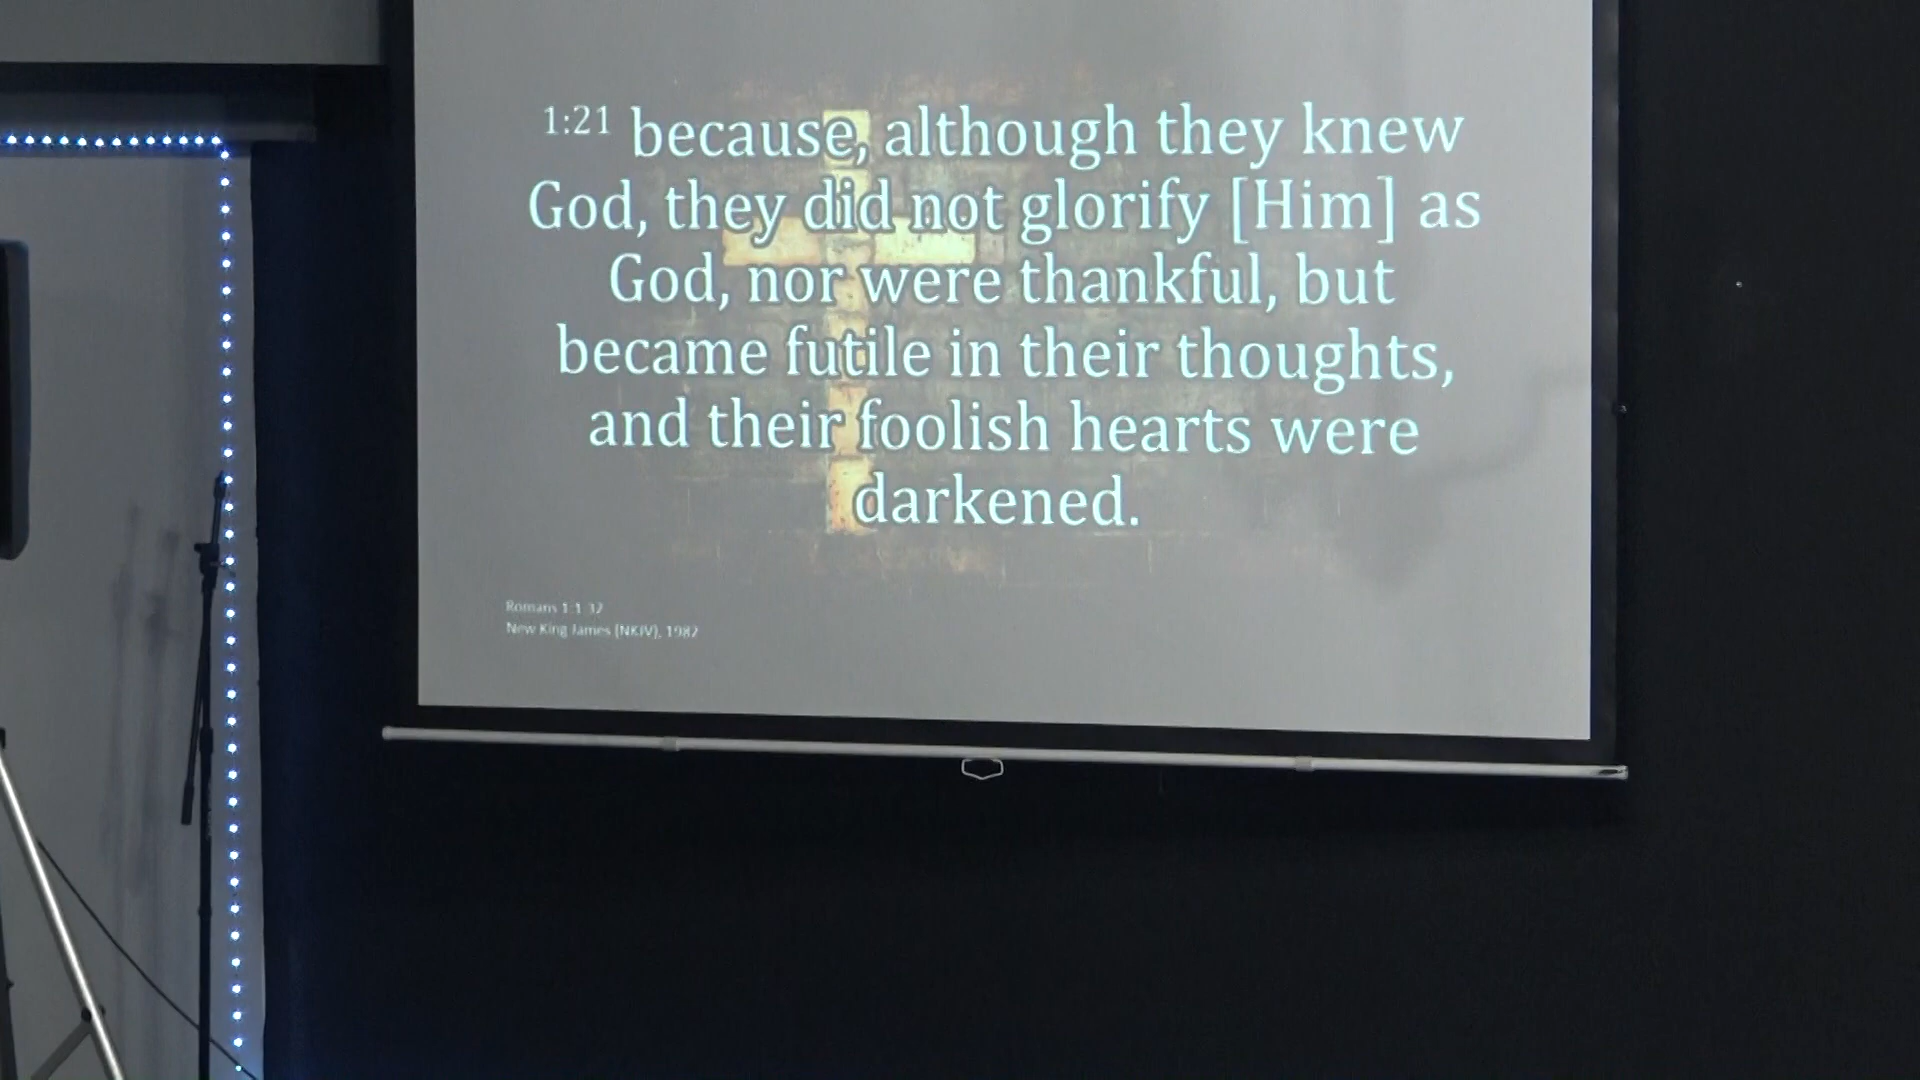 1:21 because, although they knew
God, they did not glorify [Him] as
God, nor were thankful, but
became futile in their thoughts,
and their foolish hearts were
darkened.
Romans 1:1-32
New King James (NKJV), 1982